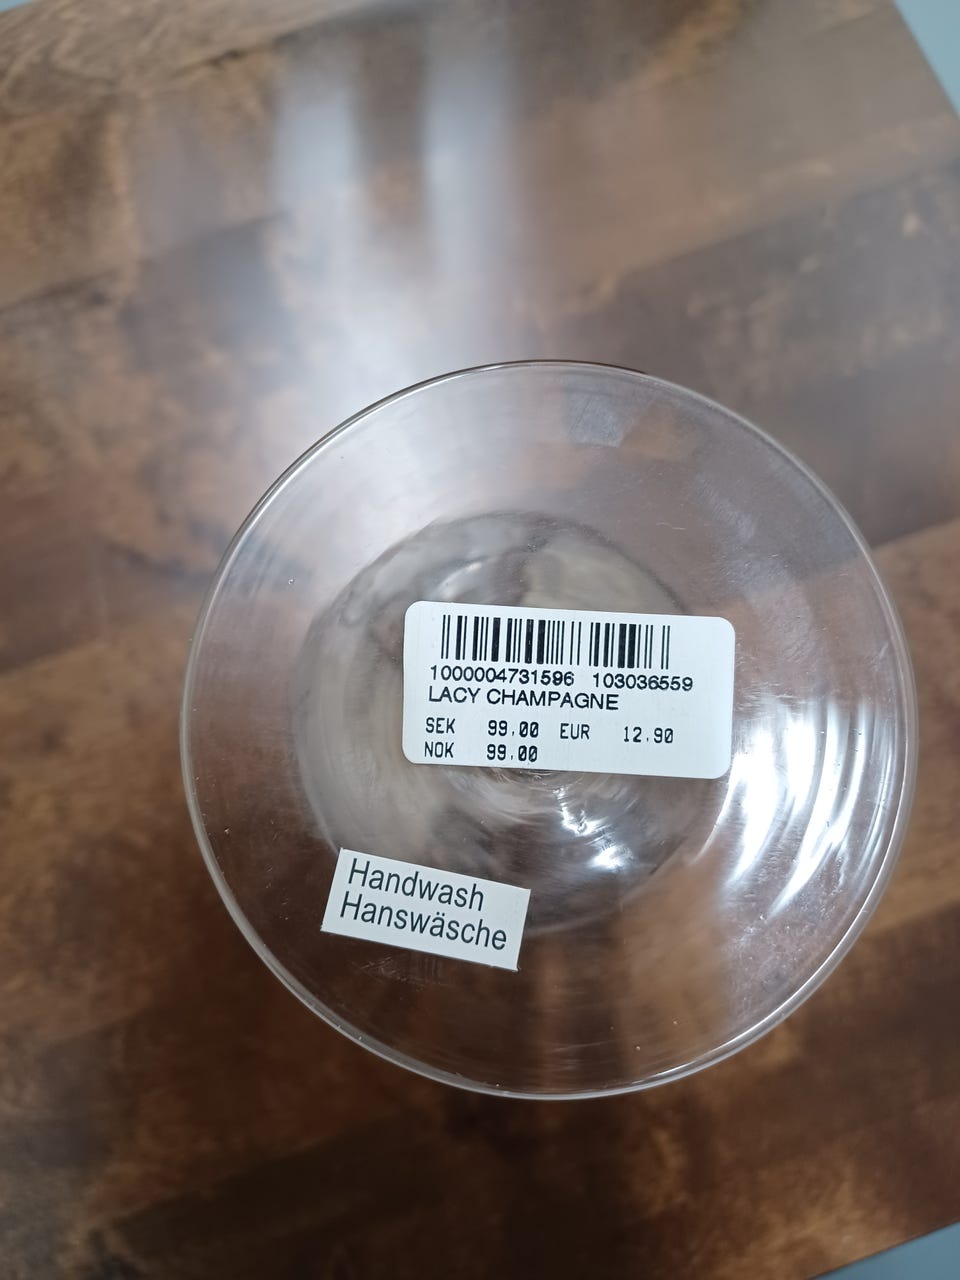 1000004731596 103036559
LACY CHAMPAGNE
SEK 99.00 EUR 12.90
NOK 99.00
Handwash
Hanswäsche